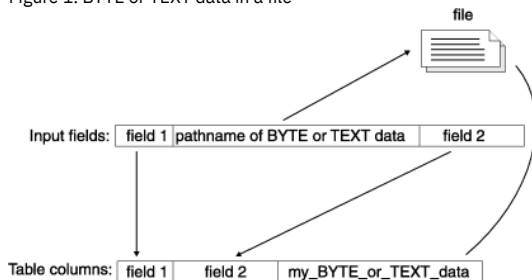 Figure 1. BYTE or TEXT data in a file
file
Input fields: field 1 pathname of BYTE or TEXT data field 2
Table columns: field 1 field 2 my_BYTE_or_TEXT_data